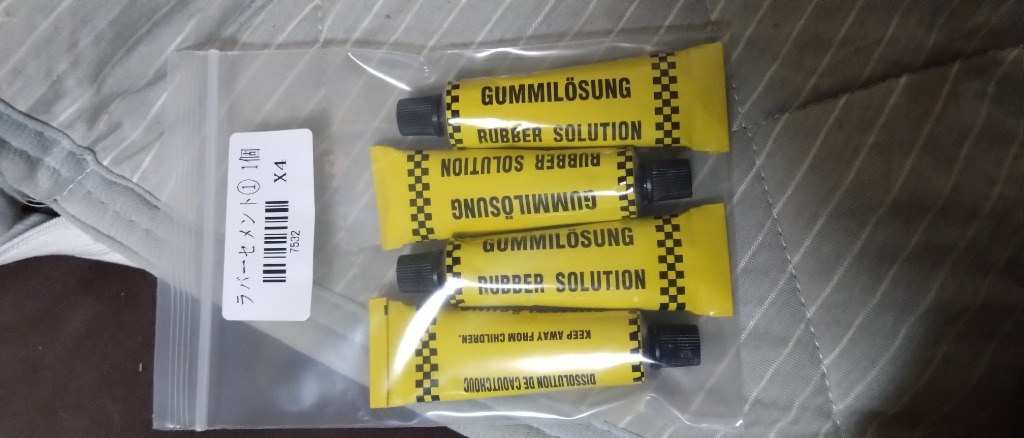 ラバーセメント① 1個
X4
7532
GUMMILÖSUNG
RUBBER SOLUTION
RUBBER SOLUTION
GUMMILÖSUNG
GUMMILÖSUNG
RUBBER SOLUTION
KEEP AWAY FROM CHILDREN.
DISSOLUTION DE CAOUTCHOUC